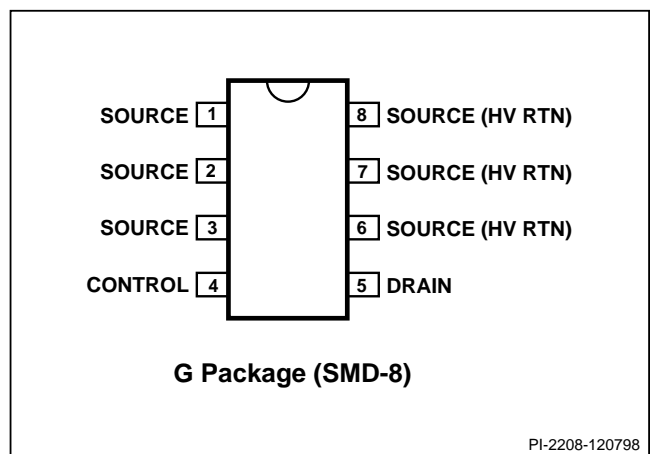 SOURCE 1 8 SOURCE (HV RTN)
SOURCE 2 7 SOURCE (HV RTN)
SOURCE 3 6 SOURCE (HV RTN)
CONTROL 4 5 DRAIN
G Package (SMD-8)
PI-2208-120798